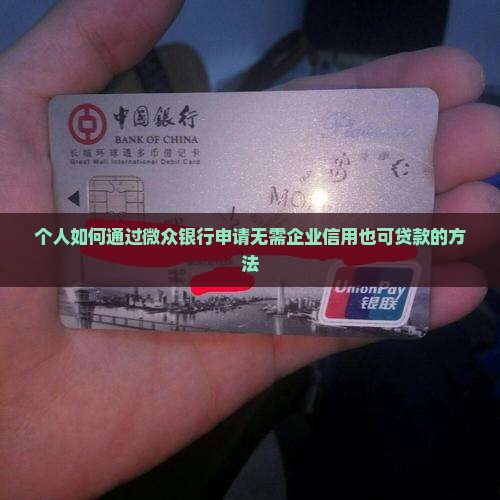 中国银行
BANK OF CHINA
长城环球通多币借记卡
Great Wall International Debit Card
个人如何通过微众银行申请无需企业信用也可贷款的方
法
UnionPay
银联